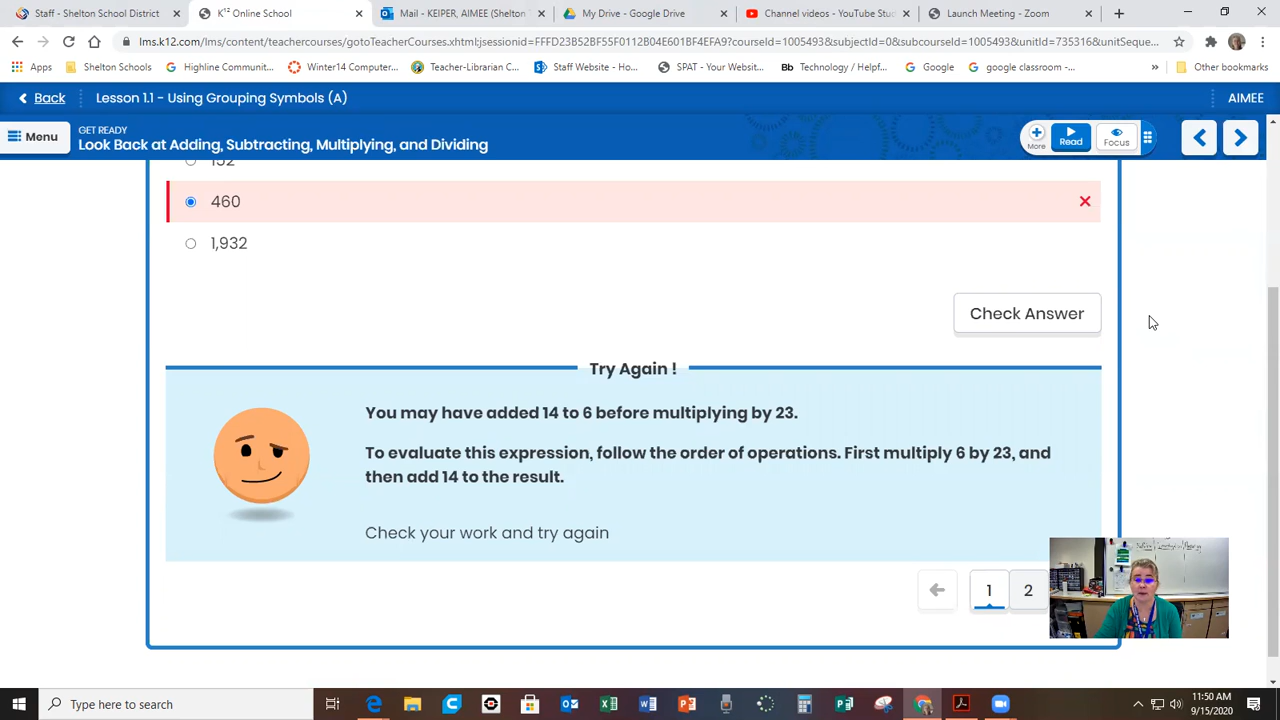 Staff - Shelton School District
K¹² Online School
Mail - KEIPER, AIMEE (Shelton
My Drive - Google Drive
Channel videos - YouTube Stu
Launch Meeting - Zoom
lms.k12.com/lms/content/teachercourses/gotoTeacherCourses.xhtml;jsessionid=FFFD23B52BF55F0112B04E601BF4EFA9?courseId=1005493&subjectId=0&subcourseId=1005493&unitId=735316&unitSeque...
Apps
Shelton Schools
Highline Communit...
Winter14 Computer...
Teacher-Librarian C...
Staff Website - Ho...
SPAT - Your Websit...
Bb Technology / Helpf...
Google
google classroom -...
»
Other bookmarks
Back
Lesson 1.1 - Using Grouping Symbols (A)
AIMEE
Menu
GET READY
Look Back at Adding, Subtracting, Multiplying, and Dividing
More
Read
Focus
152
460
1,932
Check Answer
Try Again !
You may have added 14 to 6 before multiplying by 23.
To evaluate this expression, follow the order of operations. First multiply 6 by 23, and
then add 14 to the result.
Check your work and try again
1
2
Type here to search
11:50 AM
9/15/2020